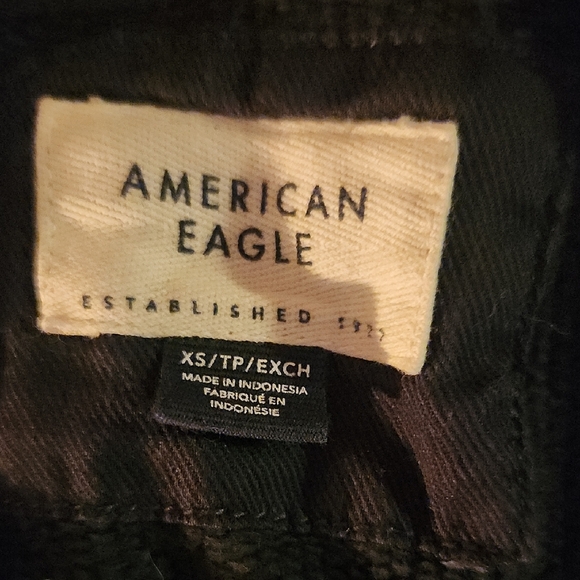 AMERICAN
EAGLE
ESTABLISHED
XS/TP/EXCH
MADE IN INDONESIA
FABRIQUÉ EN
INDONÉSIE